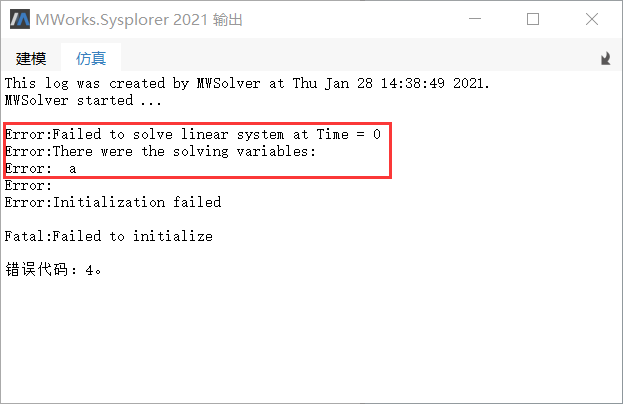 MWorks.Sysplorer 2021 输出
建模 仿真
This log was created by MWSolver at Thu Jan 28 14:38:49 2021.
MWSolver started ...
Error:Failed to solve linear system at Time = 0
Error:There were the solving variables:
Error:  a
Error:
Error:Initialization failed
Fatal:Failed to initialize
错误代码：4。